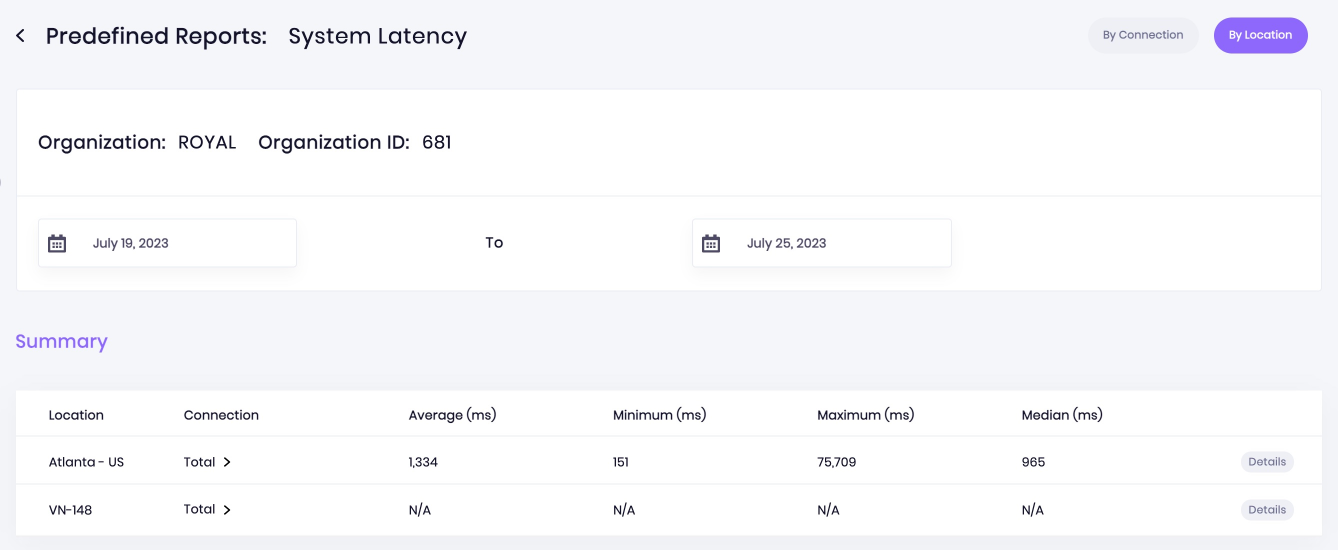 Predefined Reports: System Latency By Connection By Location
Organization: ROYAL Organization ID: 681
July 19, 2023 To July 25, 2023
Summary
Location Connection Average (ms) Minimum (ms) Maximum (ms) Median (ms)
Atlanta - US Total 1,334 151 75,709 965 Details
VN-148 Total N/A N/A N/A N/A Details